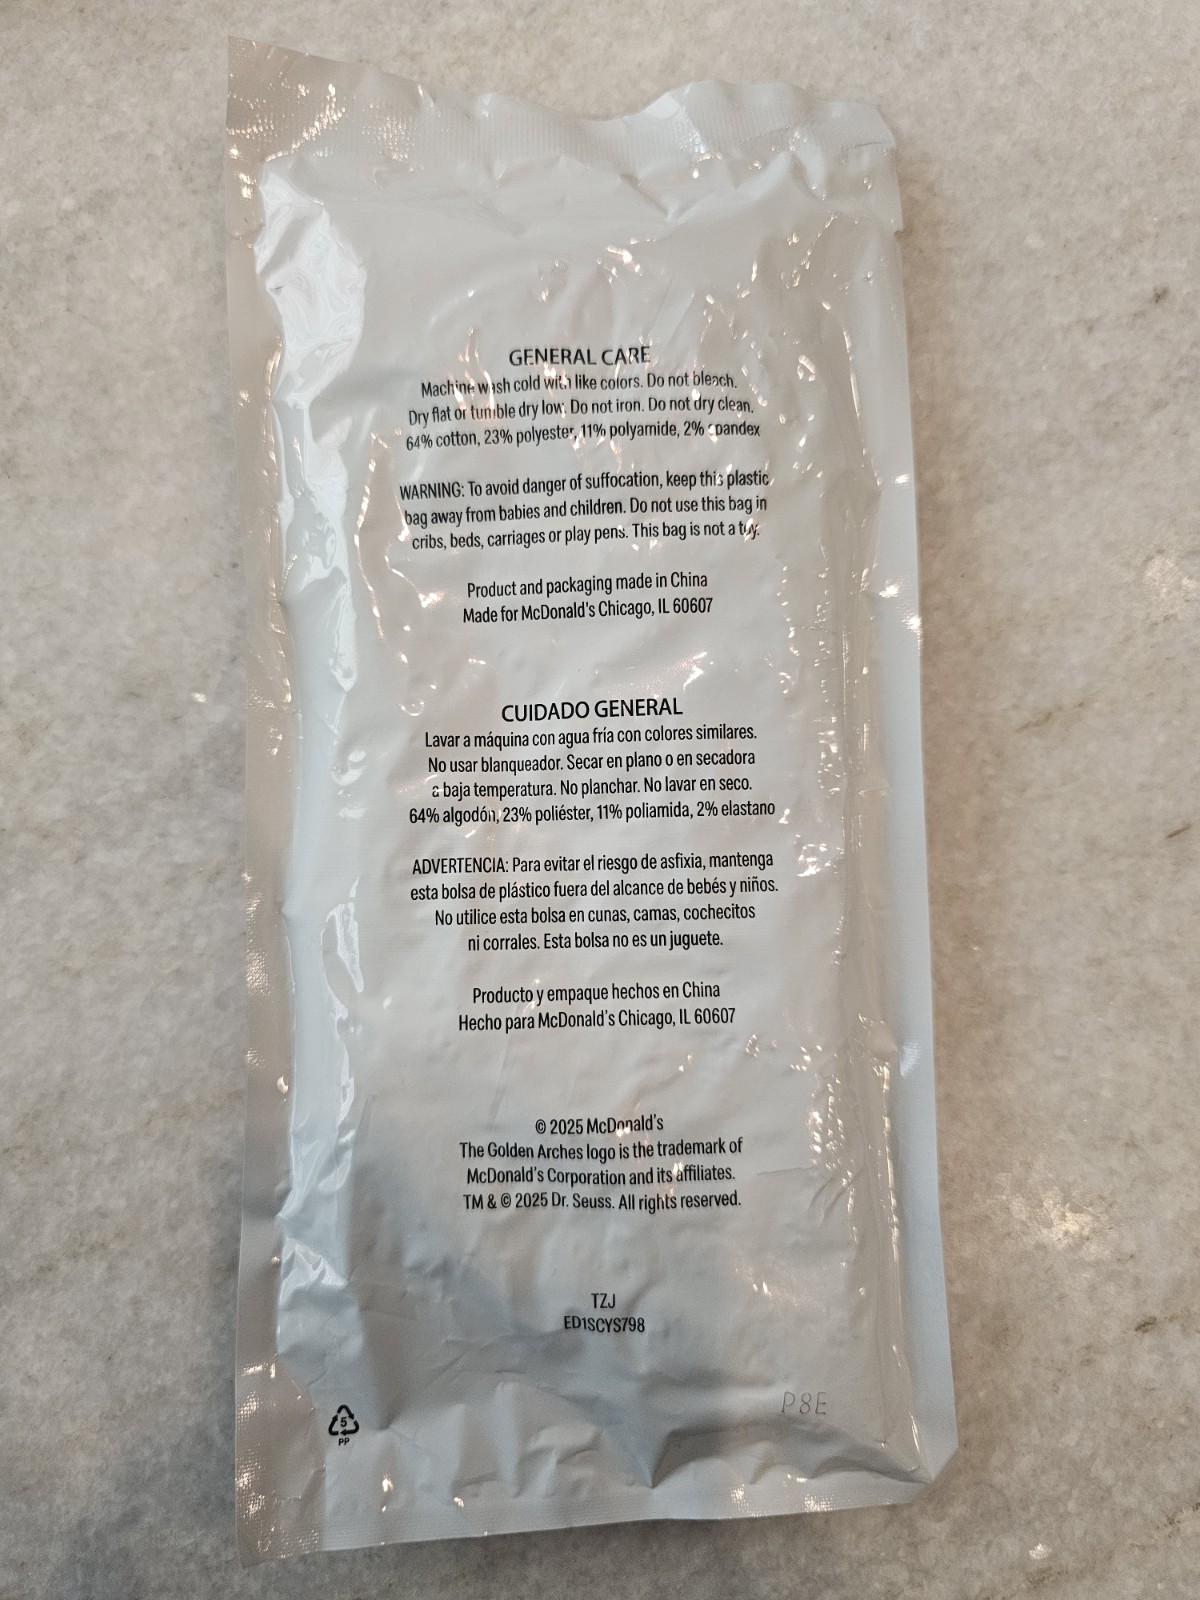 GENERAL CARE
Machine wash cold with like colors. Do not bleach.
Dry flat or tumble dry low. Do not iron. Do not dry clean.
64% cotton, 23% polyester, 11% polyamide, 2% spandex
WARNING: To avoid danger of suffocation, keep this plastic
bag away from babies and children. Do not use this bag in
cribs, beds, carriages or play pens. This bag is not a toy.
Product and packaging made in China
Made for McDonald's Chicago, IL 60607
CUIDADO GENERAL
Lavar a máquina con agua fría con colores similares.
No usar blanqueador. Secar en plano o en secadora
a baja temperatura. No planchar. No lavar en seco.
64% algodón, 23% poliéster, 11% poliamida, 2% elastano
ADVERTENCIA: Para evitar el riesgo de asfixia, mantenga
esta bolsa de plástico fuera del alcance de bebés y niños.
No utilice esta bolsa en cunas, camas, cochecitos
ni corrales. Esta bolsa no es un juguete.
Producto y empaque hechos en China
Hecho para McDonald's Chicago, IL 60607
© 2025 McDonald's
The Golden Arches logo is the trademark of
McDonald's Corporation and its affiliates.
TM & © 2025 Dr. Seuss. All rights reserved.
TZJ
ED1SCYS798
P8E
5
PP